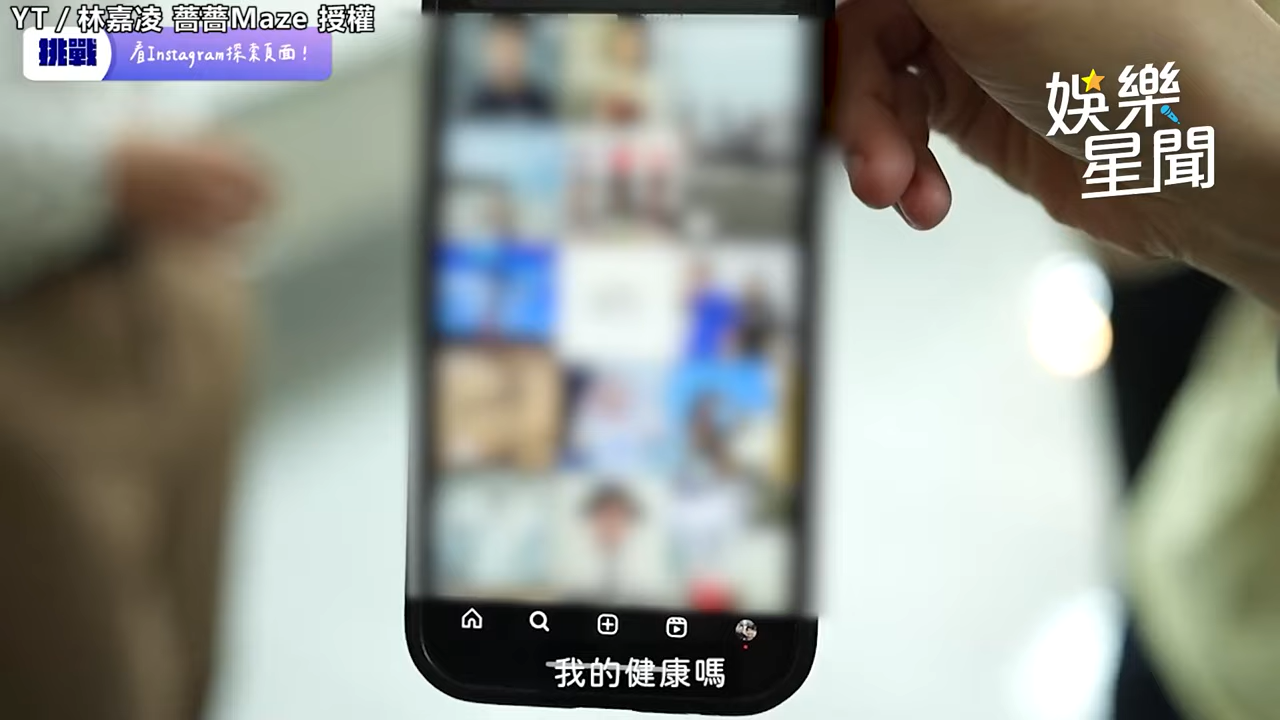 YT / 林嘉凌 薔薔Maze 授權
挑戰
看Instagram探索頁面！
娛樂
星聞
我的健康嗎